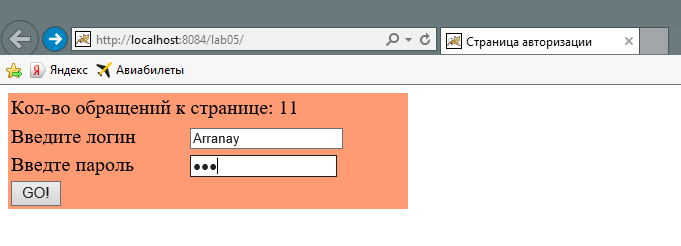 http://localhost:8084/lab05/
Страница авторизации
Яндекс Авиабилеты
Кол-во обращений к странице: 11
Введите логин Arranay
Введте пароль ●●●
GO!